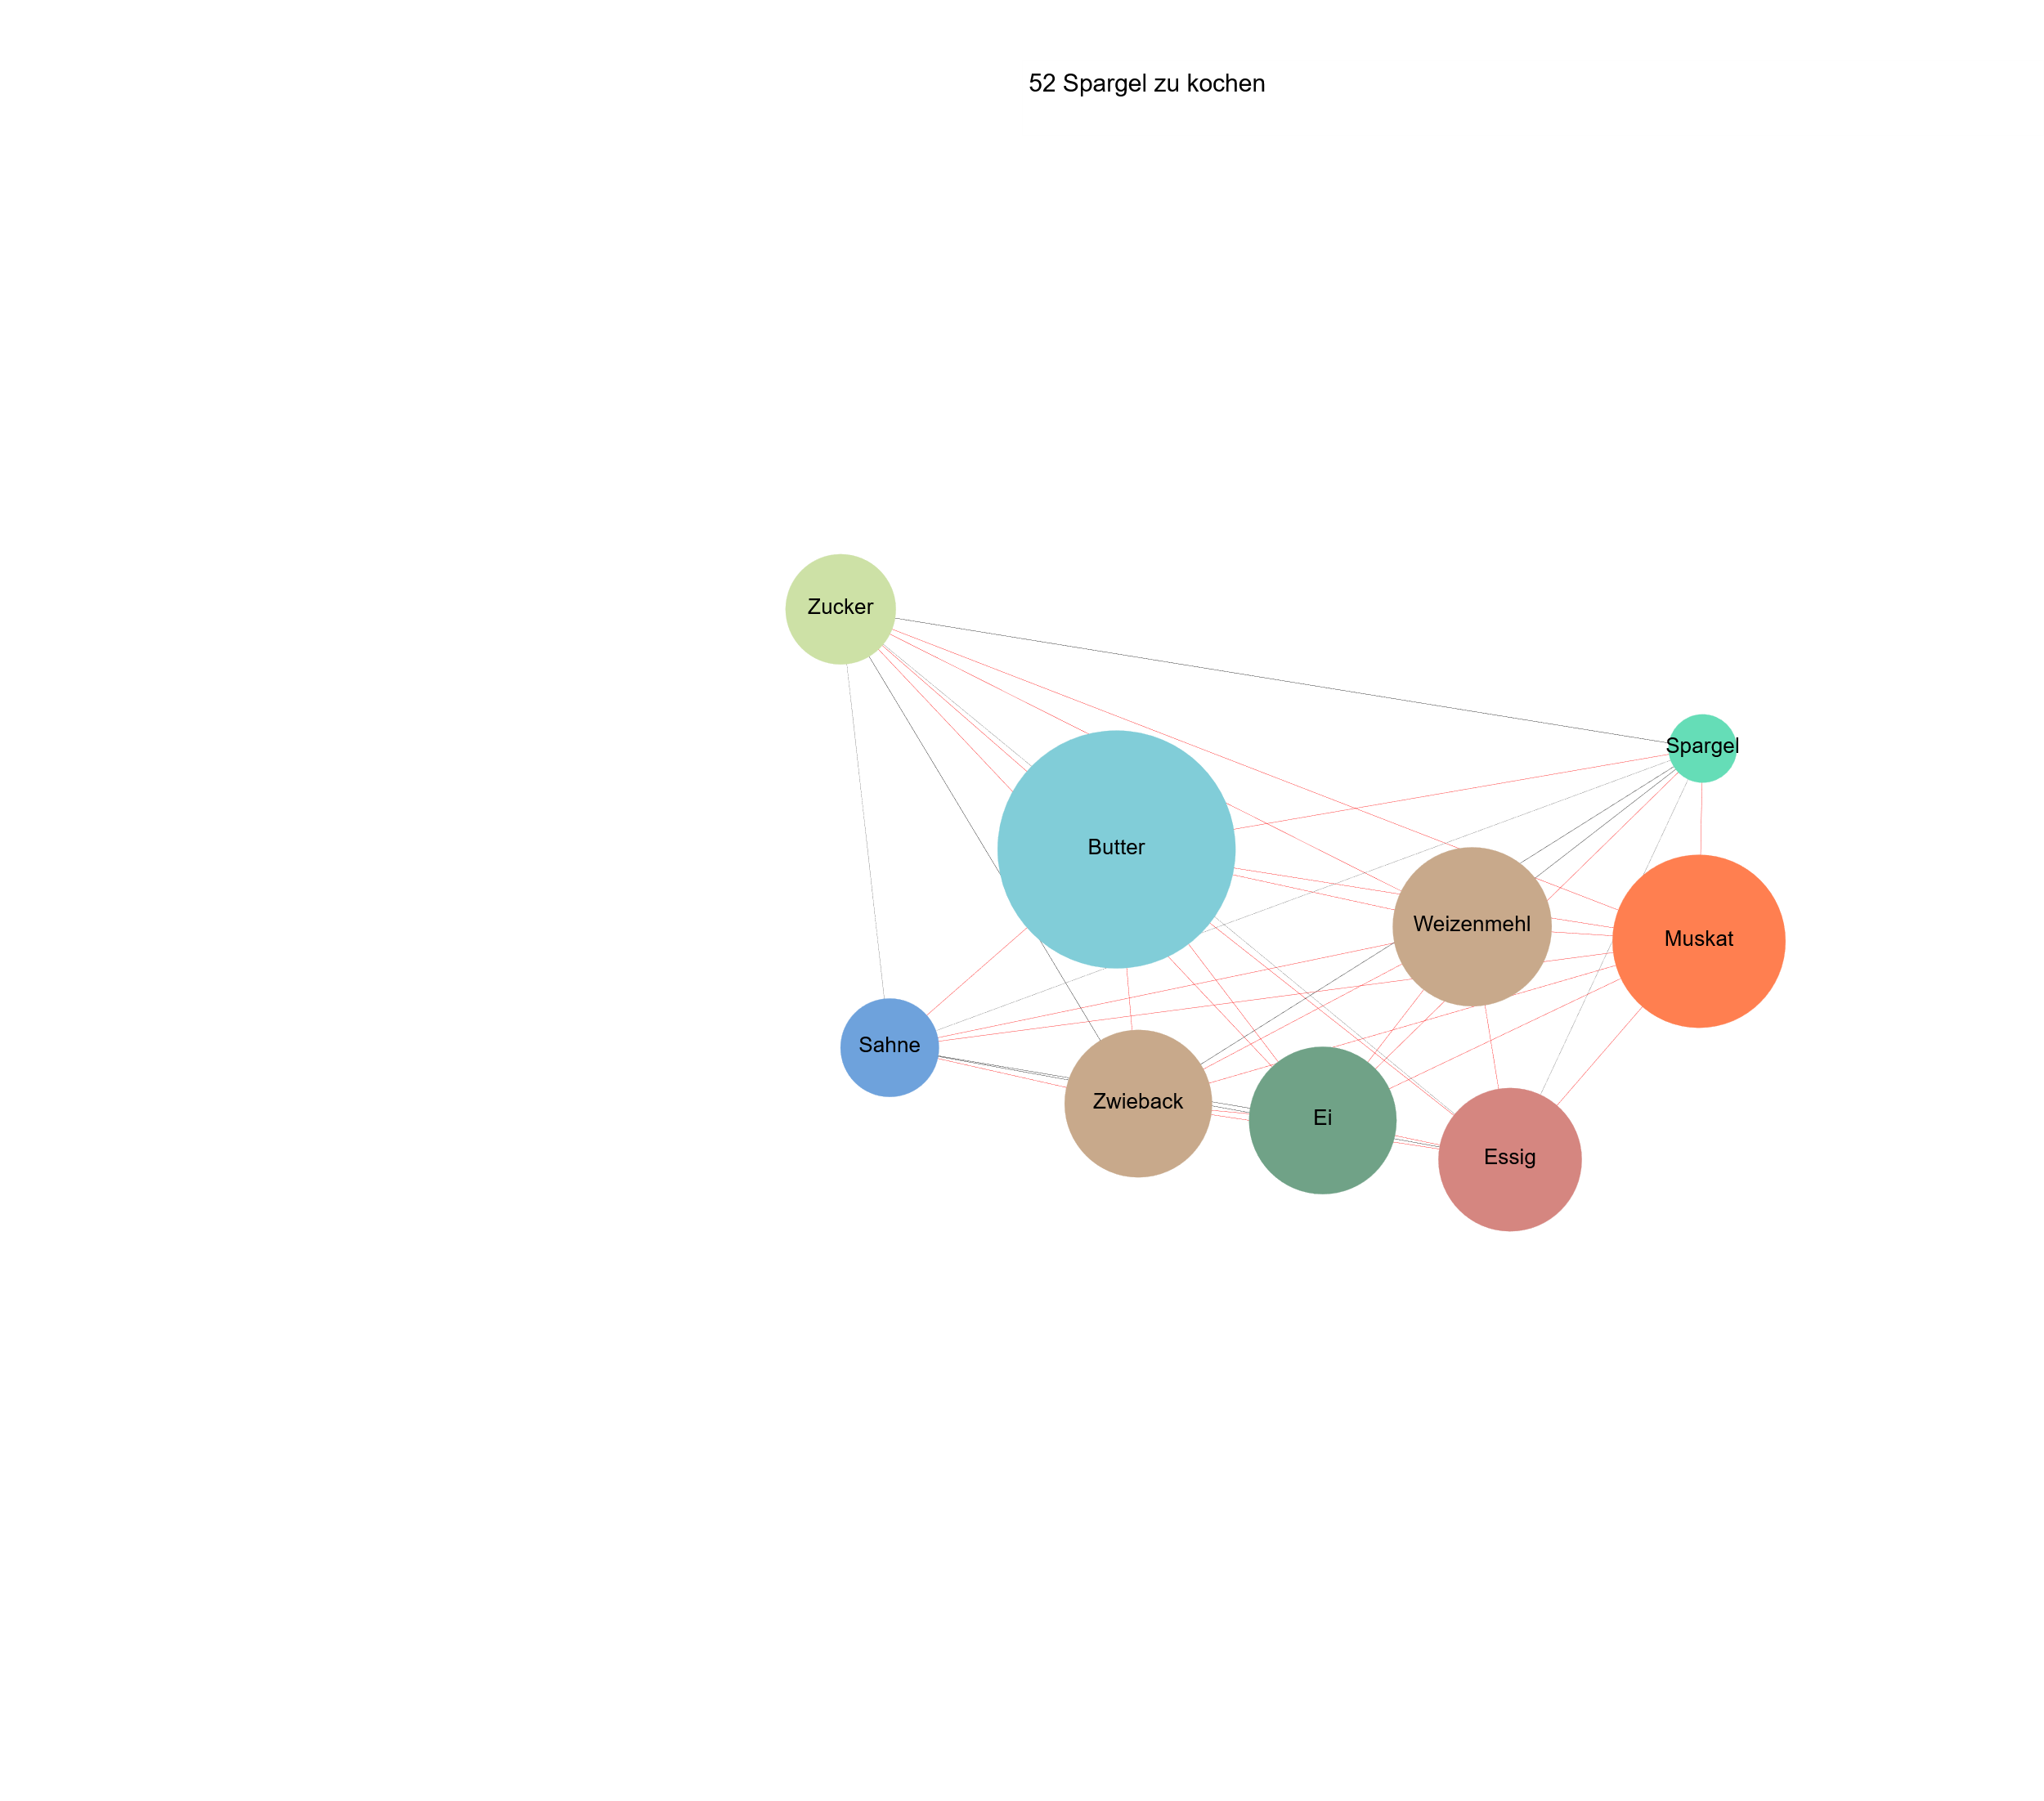 52 Spargel zu kochen
Zucker
Spargel
Butter
Weizenmehl
Muskat
Sahne
Zwieback
Ei
Essig